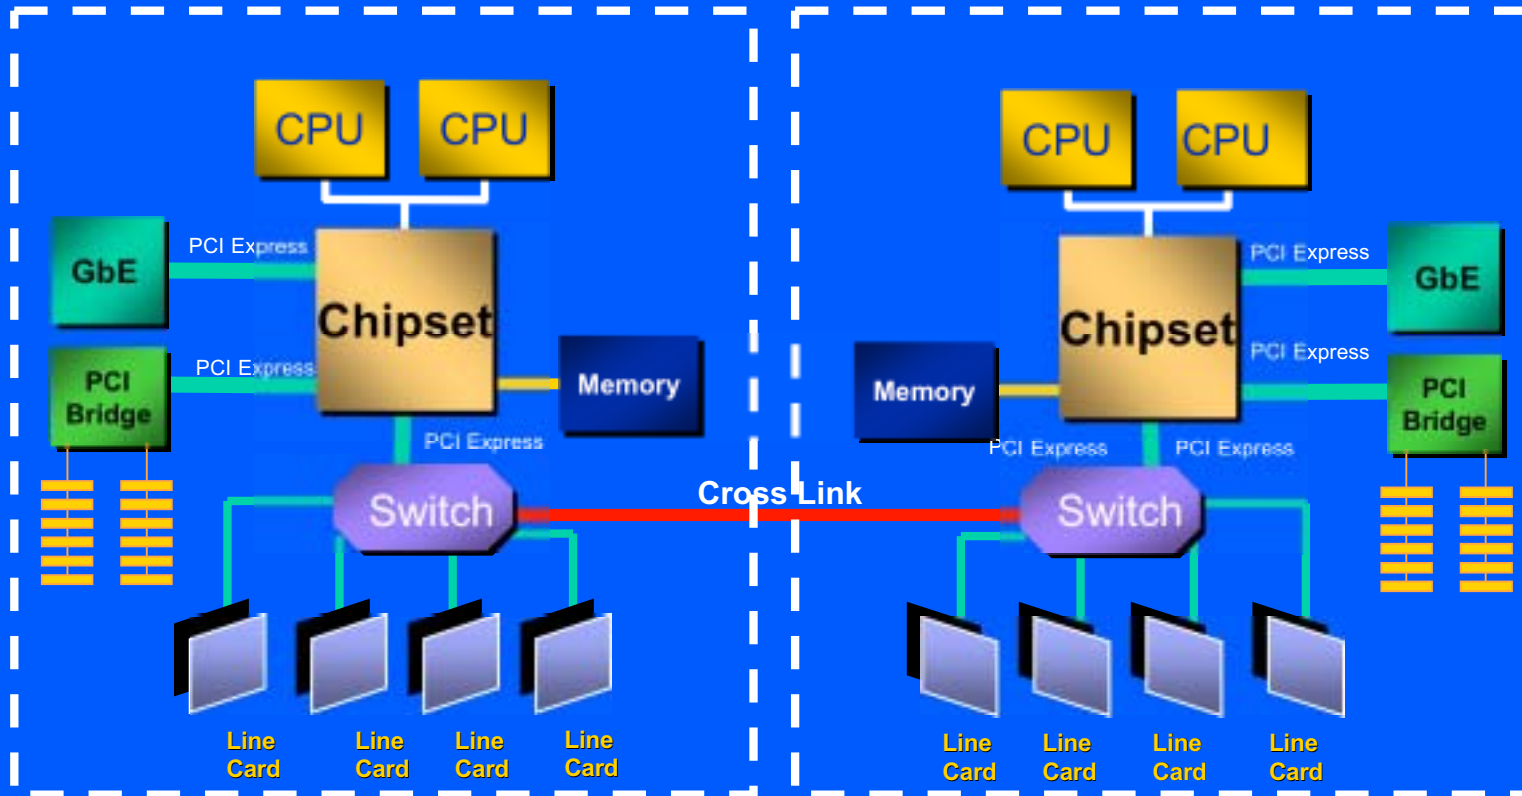 CPU
CPU
GbE
PCI Express
Chipset
PCI
Bridge
PCI Express
Memory
PCI Express
Switch
Line
Card
Line
Card
Line
Card
Line
Card
Cross Link
CPU
CPU
Chipset
PCI Express
GbE
PCI Express
PCI
Bridge
Memory
PCI Express
PCI Express
Switch
Line
Card
Line
Card
Line
Card
Line
Card